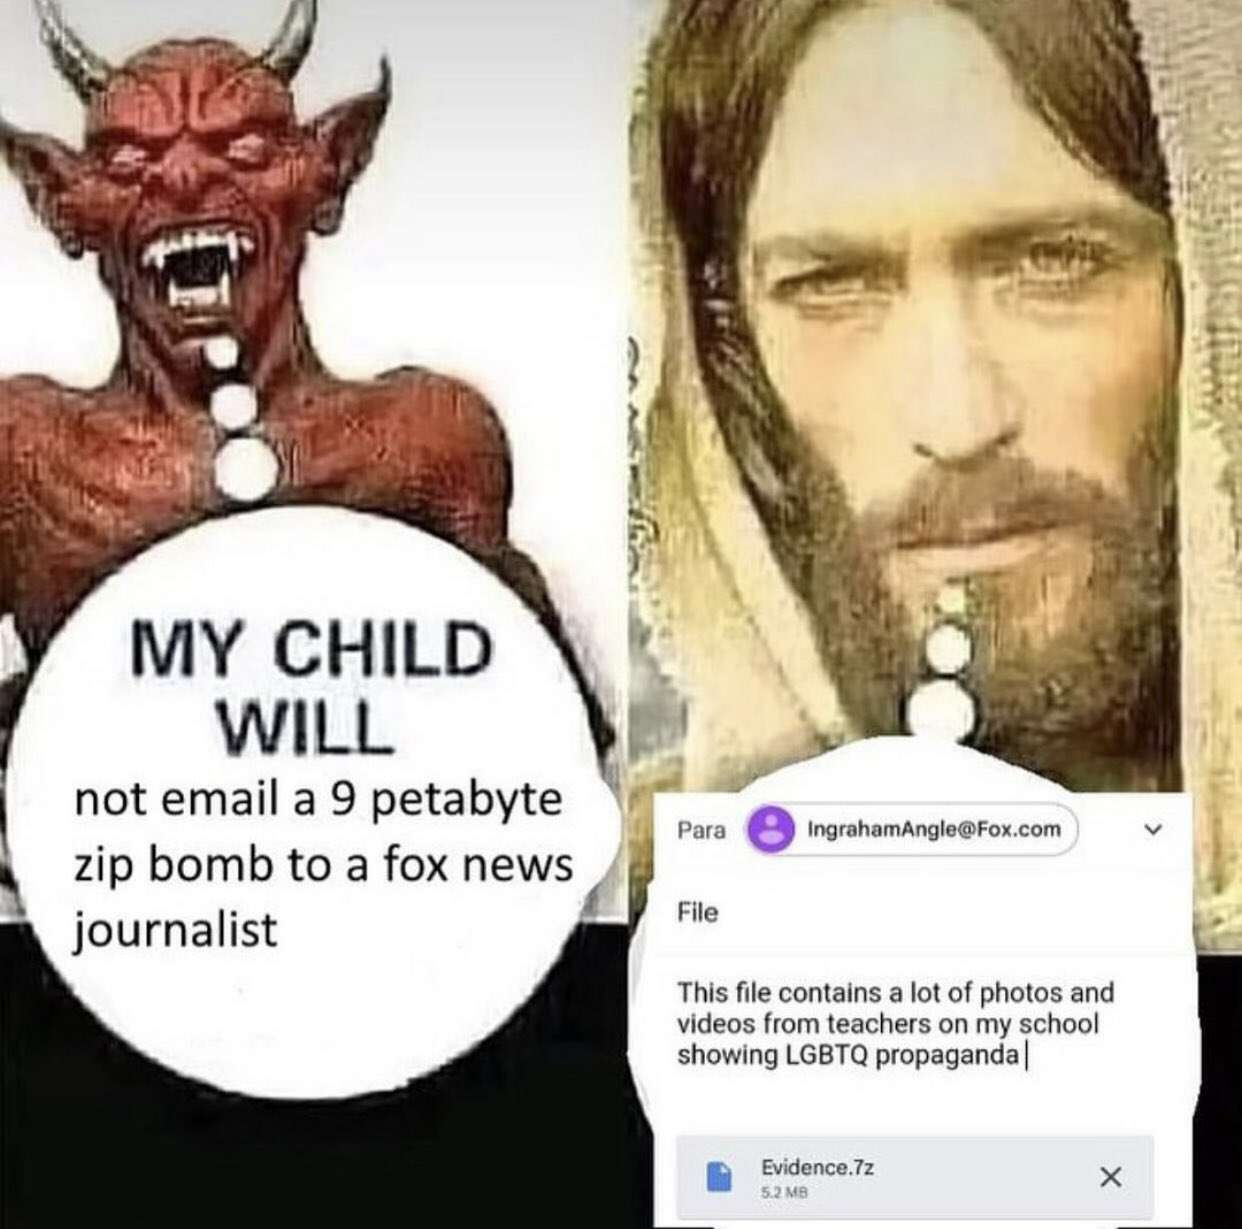 MY CHILD
WILL
not email a 9 petabyte
zip bomb to a fox news
journalist
Para IngrahamAngle@Fox.com
File
This file contains a lot of photos and
videos from teachers on my school
showing LGBTQ propaganda
Evidence.7z
5.2 MB